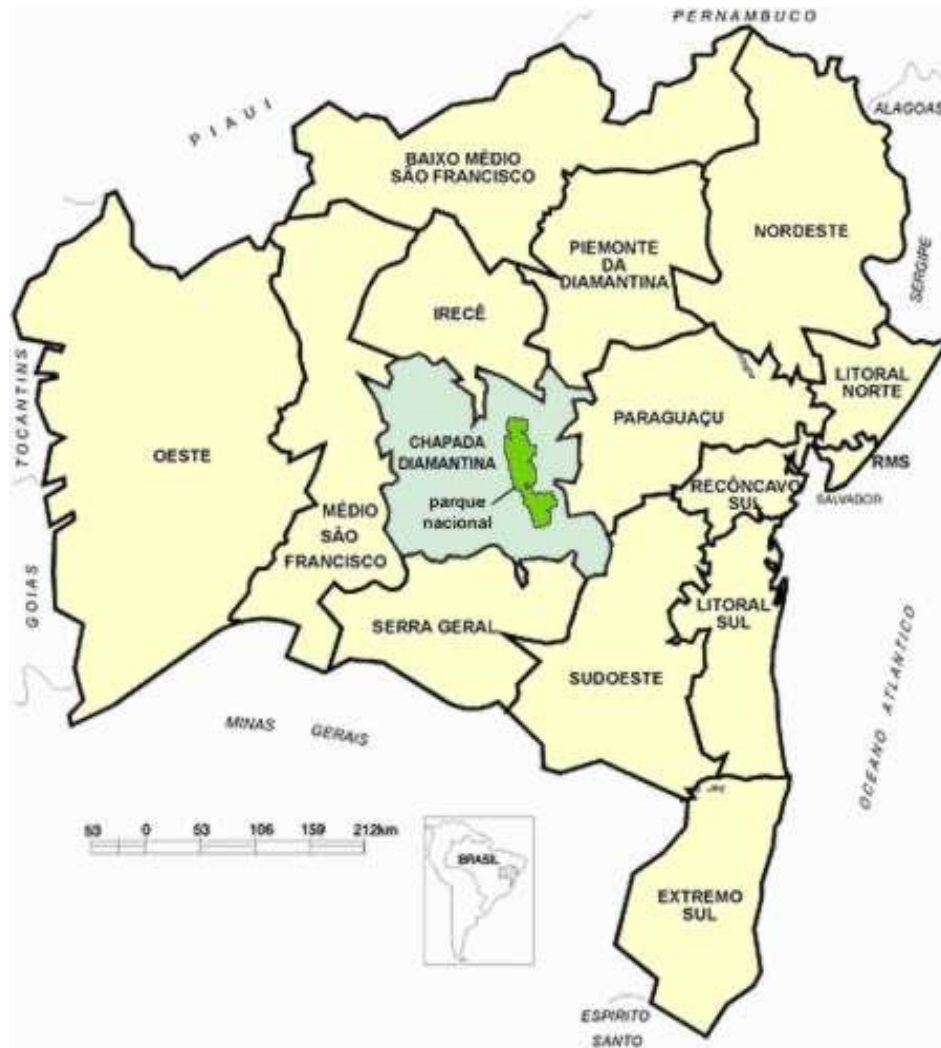 PERNAMBUCO
PIAUI
ALAGOAS
BAIXO MÉDIO
SÃO FRANCISCO
NORDESTE
PIEMONTE
DA
DIAMANTINA
SERGIPE
IRECÊ
TOCANTINS
LITORAL
NORTE
PARAGUAÇU
OESTE
CHAPADA
DIAMANTINA
RMS
RECÔNCAVO
SUL
SALVADOR
parque
nacional
MÉDIO
SÃO
FRANCISCO
GOIAS
LITORAL
SUL
SERRA GERAL
SUDOESTE
OCEANO ATLANTICO
MINAS GERAIS
53 0 53 106 159 212km
BRASIL
EXTREMO
SUL
ESPIRITO
SANTO